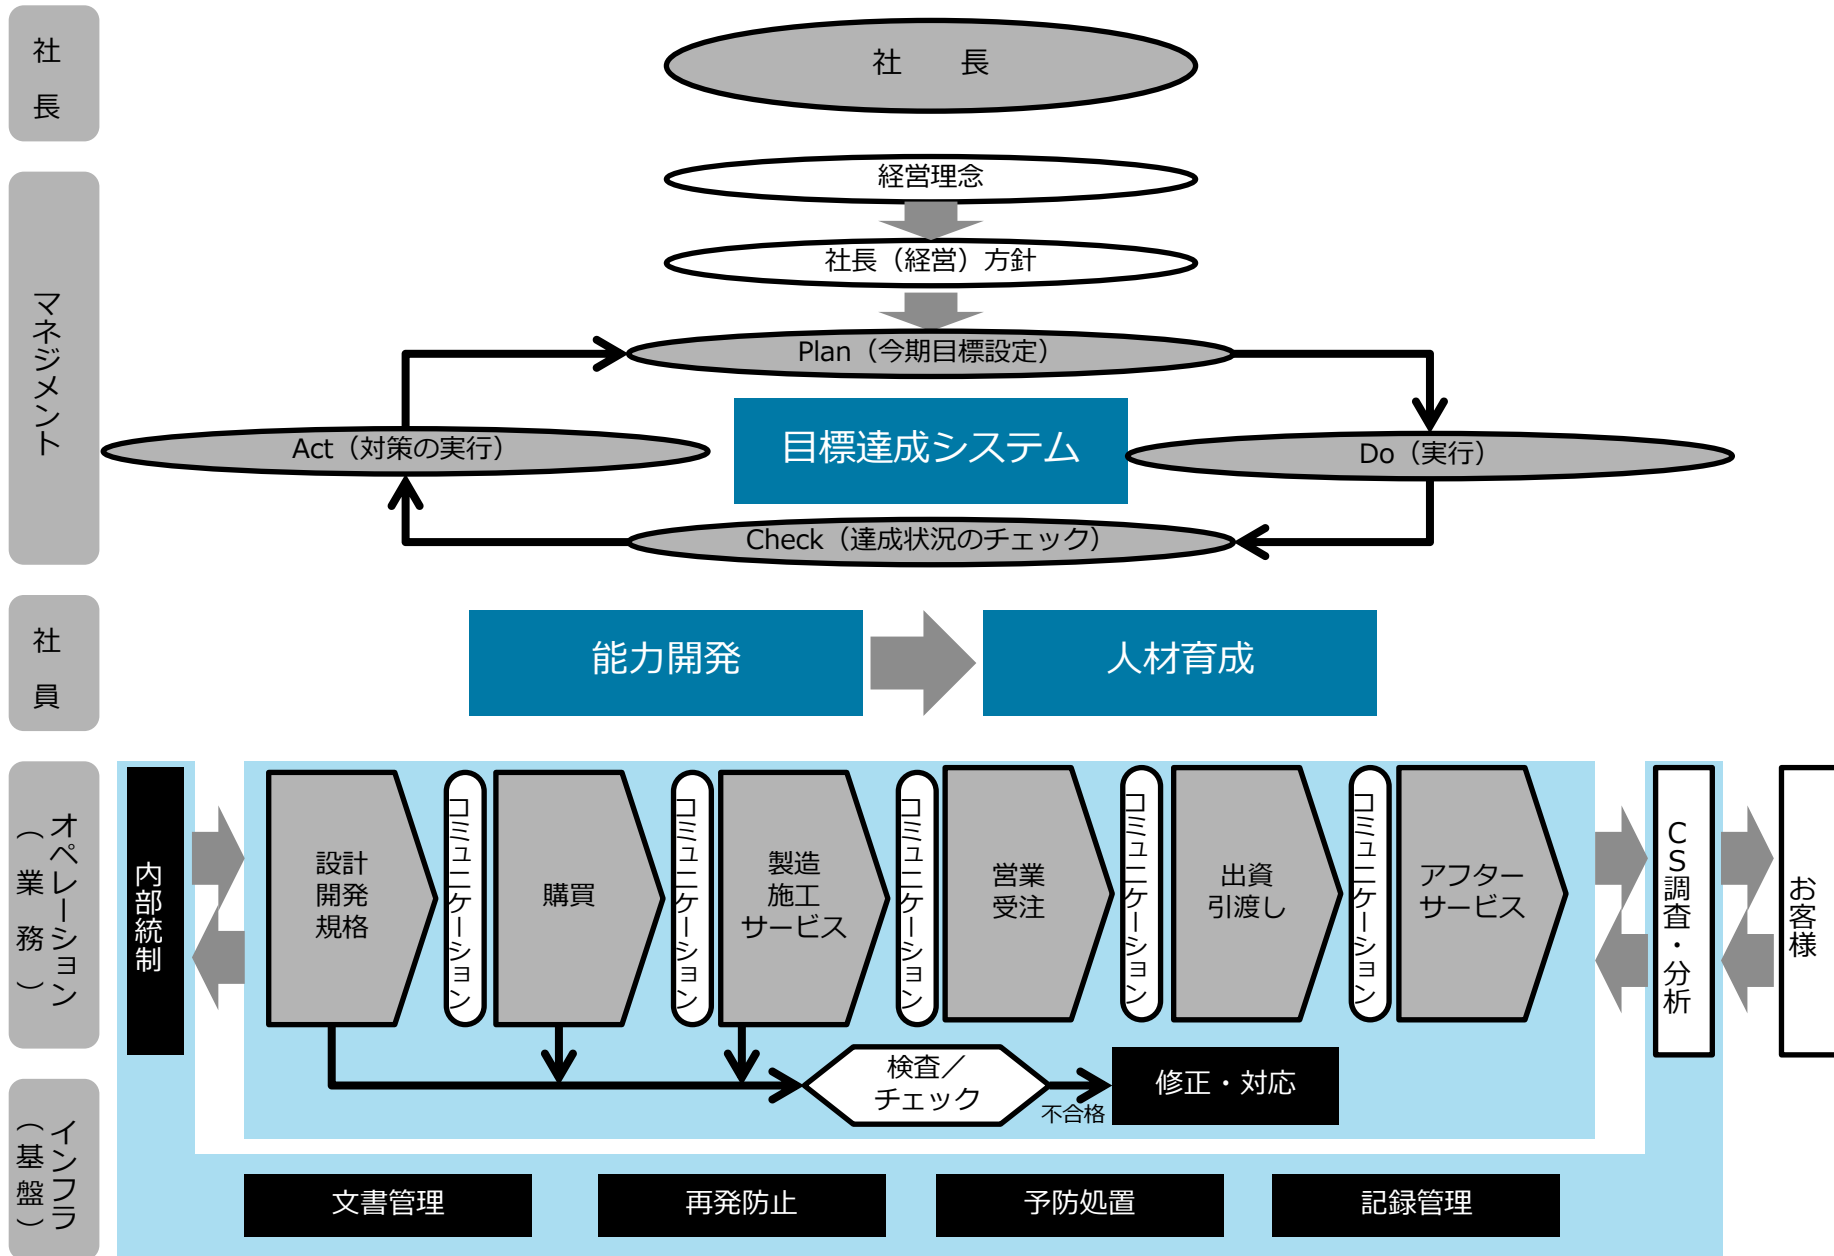 社長
社　長
経営理念
社長（経営）方針
マネジメント
Plan（今期目標設定）
Act（対策の実行）
目標達成システム
Do（実行）
Check（達成状況のチェック）
社員
能力開発
人材育成
オペレーション
（業務）
内部統制
設計
開発
規格
コミュニケーション
購買
コミュニケーション
製造
施工
サービス
コミュニケーション
営業
受注
コミュニケーション
出資
引渡し
コミュニケーション
アフター
サービス
CS調査・分析
お客様
検査／
チェック
不合格
修正・対応
インフラ
（基盤）
文書管理
再発防止
予防処置
記録管理